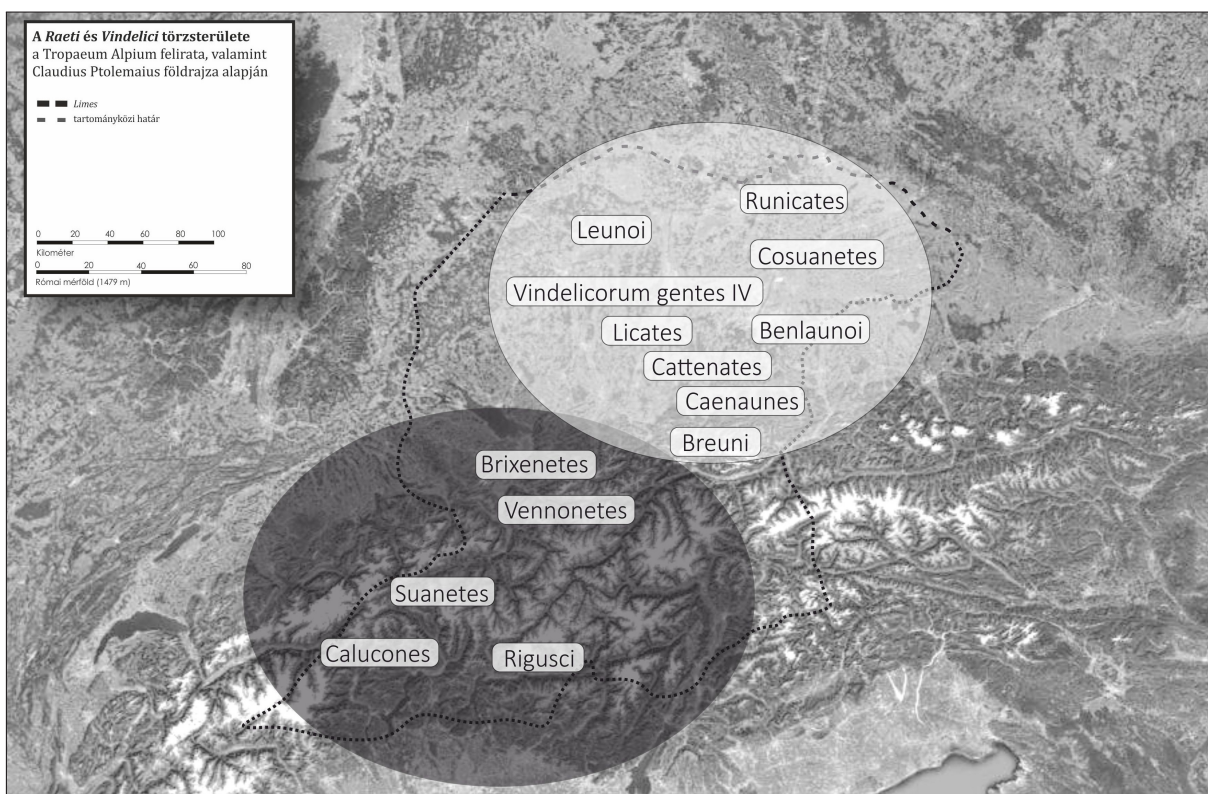 A Raeti és Vindelici törzsterülete
a Tropaeum Alpium felirata, valamint
Claudius Ptolemaius földrajza alapján
Limes
tartományközi határ
0 20 40 60 80 100
Kilométer
0 20 40 60 80
Római mérföld (1479 m)
Runicates
Leunoi
Cosuanetes
Vindelicorum gentes IV
Licates
Benlaunoi
Cattenates
Caenaunes
Breuni
Brixenetes
Vennonetes
Suanetes
Calucones
Rigusci